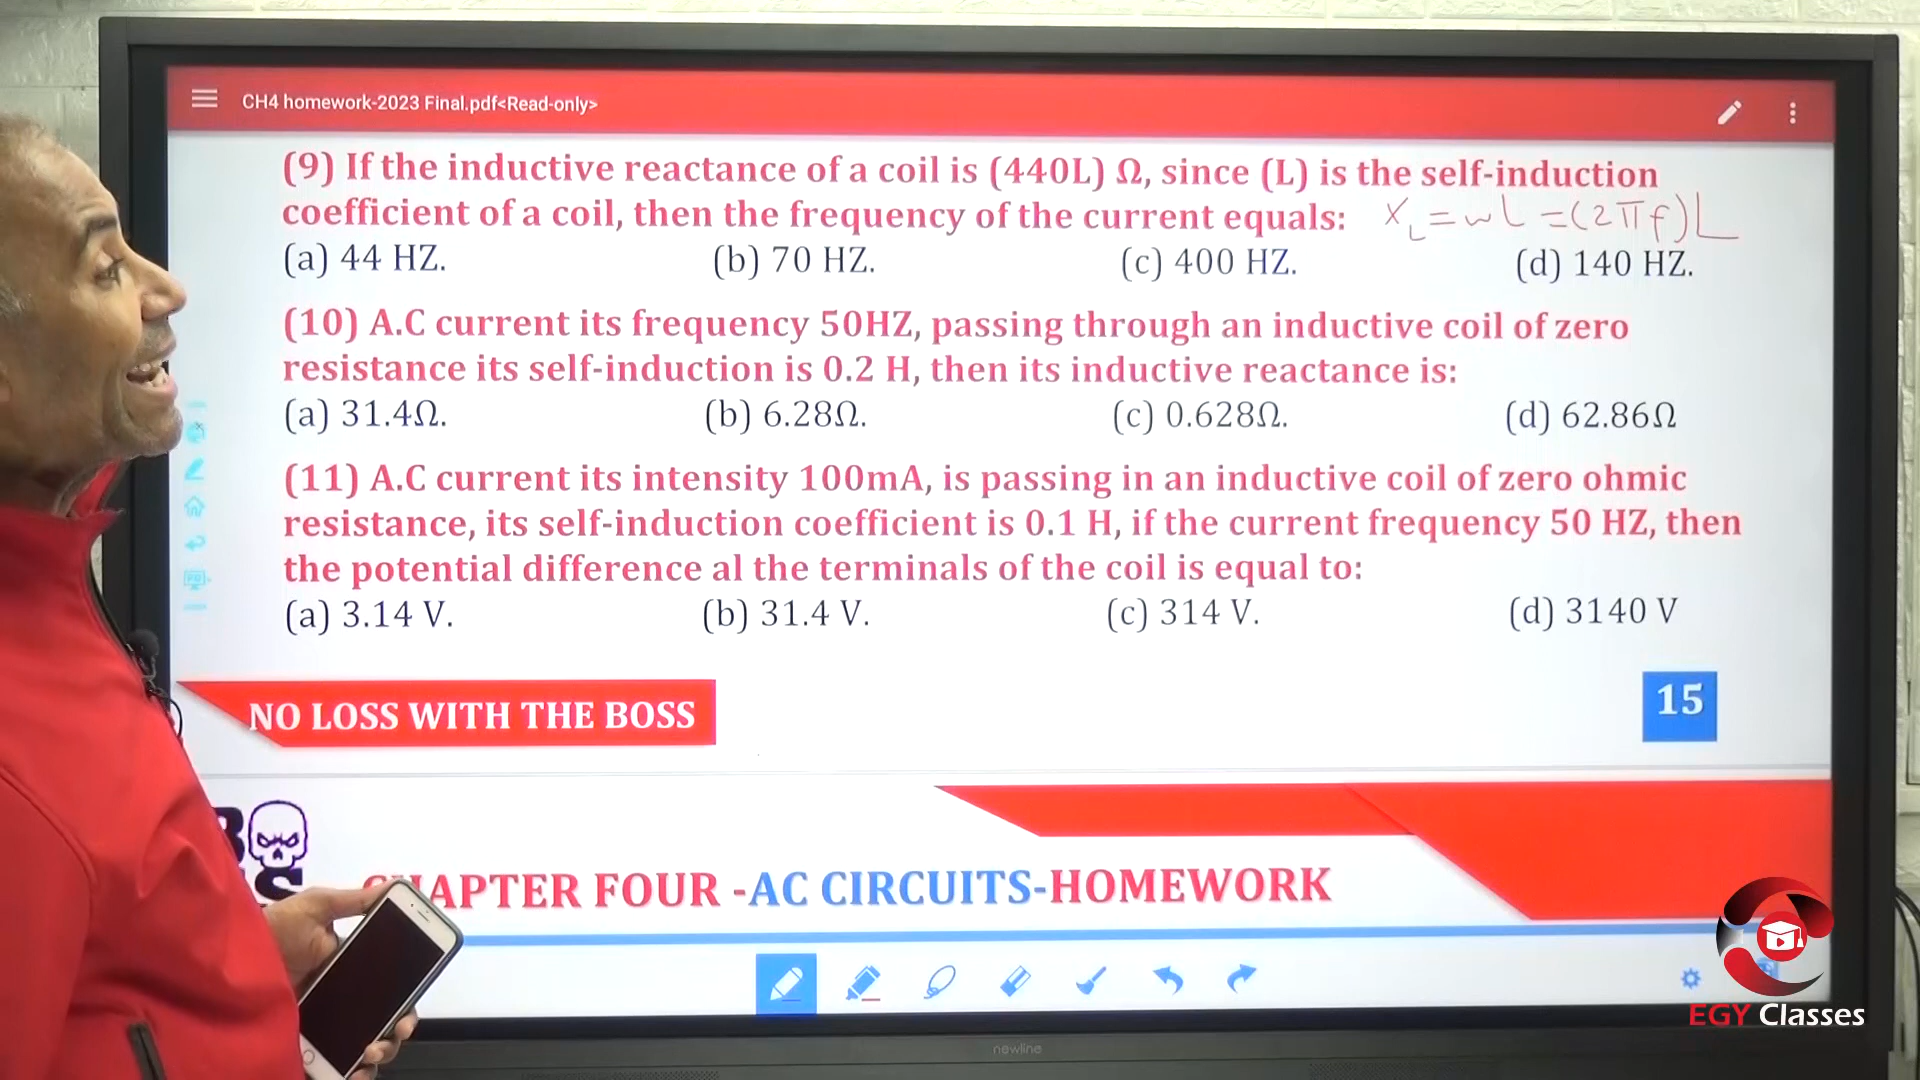 CH4 homework-2023 Final.pdf<Read-only>
(9) If the inductive reactance of a coil is (440L) Ω, since (L) is the self-induction
coefficient of a coil, then the frequency of the current equals: X_L = wL = (2πf)L
(a) 44 HZ. (b) 70 HZ. (c) 400 HZ. (d) 140 HZ.
(10) A.C current its frequency 50HZ, passing through an inductive coil of zero
resistance its self-induction is 0.2 H, then its inductive reactance is:
(a) 31.4Ω. (b) 6.28Ω. (c) 0.628Ω. (d) 62.86Ω
(11) A.C current its intensity 100mA, is passing in an inductive coil of zero ohmic
resistance, its self-induction coefficient is 0.1 H, if the current frequency 50 HZ, then
the potential difference al the terminals of the coil is equal to:
(a) 3.14 V. (b) 31.4 V. (c) 314 V. (d) 3140 V
NO LOSS WITH THE BOSS
15
CHAPTER FOUR -AC CIRCUITS-HOMEWORK
EGY Classes
newline